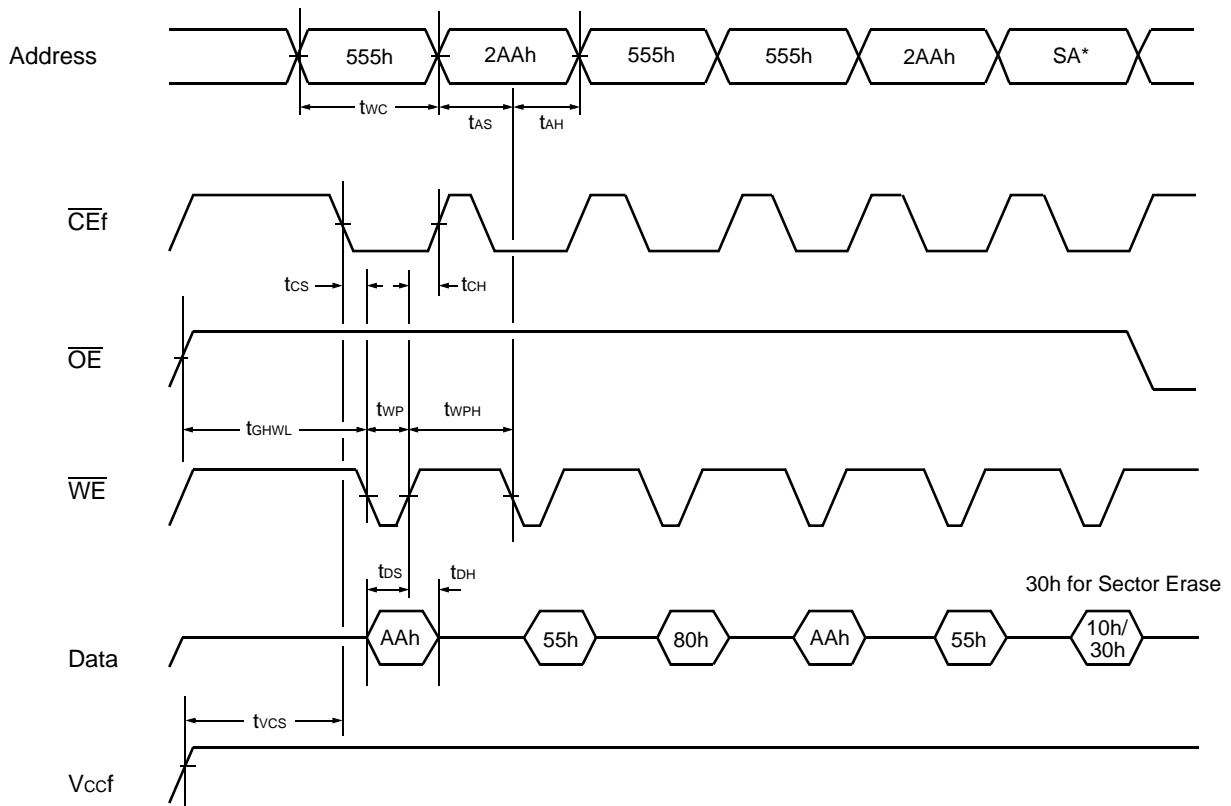 Address
555h
2AAh
555h
555h
2AAh
SA*
tWC
tAS
tAH
CEf
tCS
tCH
OE
tGHWL
tWP
tWPH
WE
tDS
tDH
30h for Sector Erase
Data
AAh
55h
80h
AAh
55h
10h/
30h
tVCS
VCCf